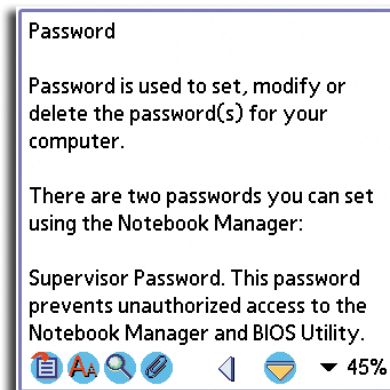 Password
Password is used to set, modify or
delete the password(s) for your
computer.
There are two passwords you can set
using the Notebook Manager:
Supervisor Password. This password
prevents unauthorized access to the
Notebook Manager and BIOS Utility.
AA 45%